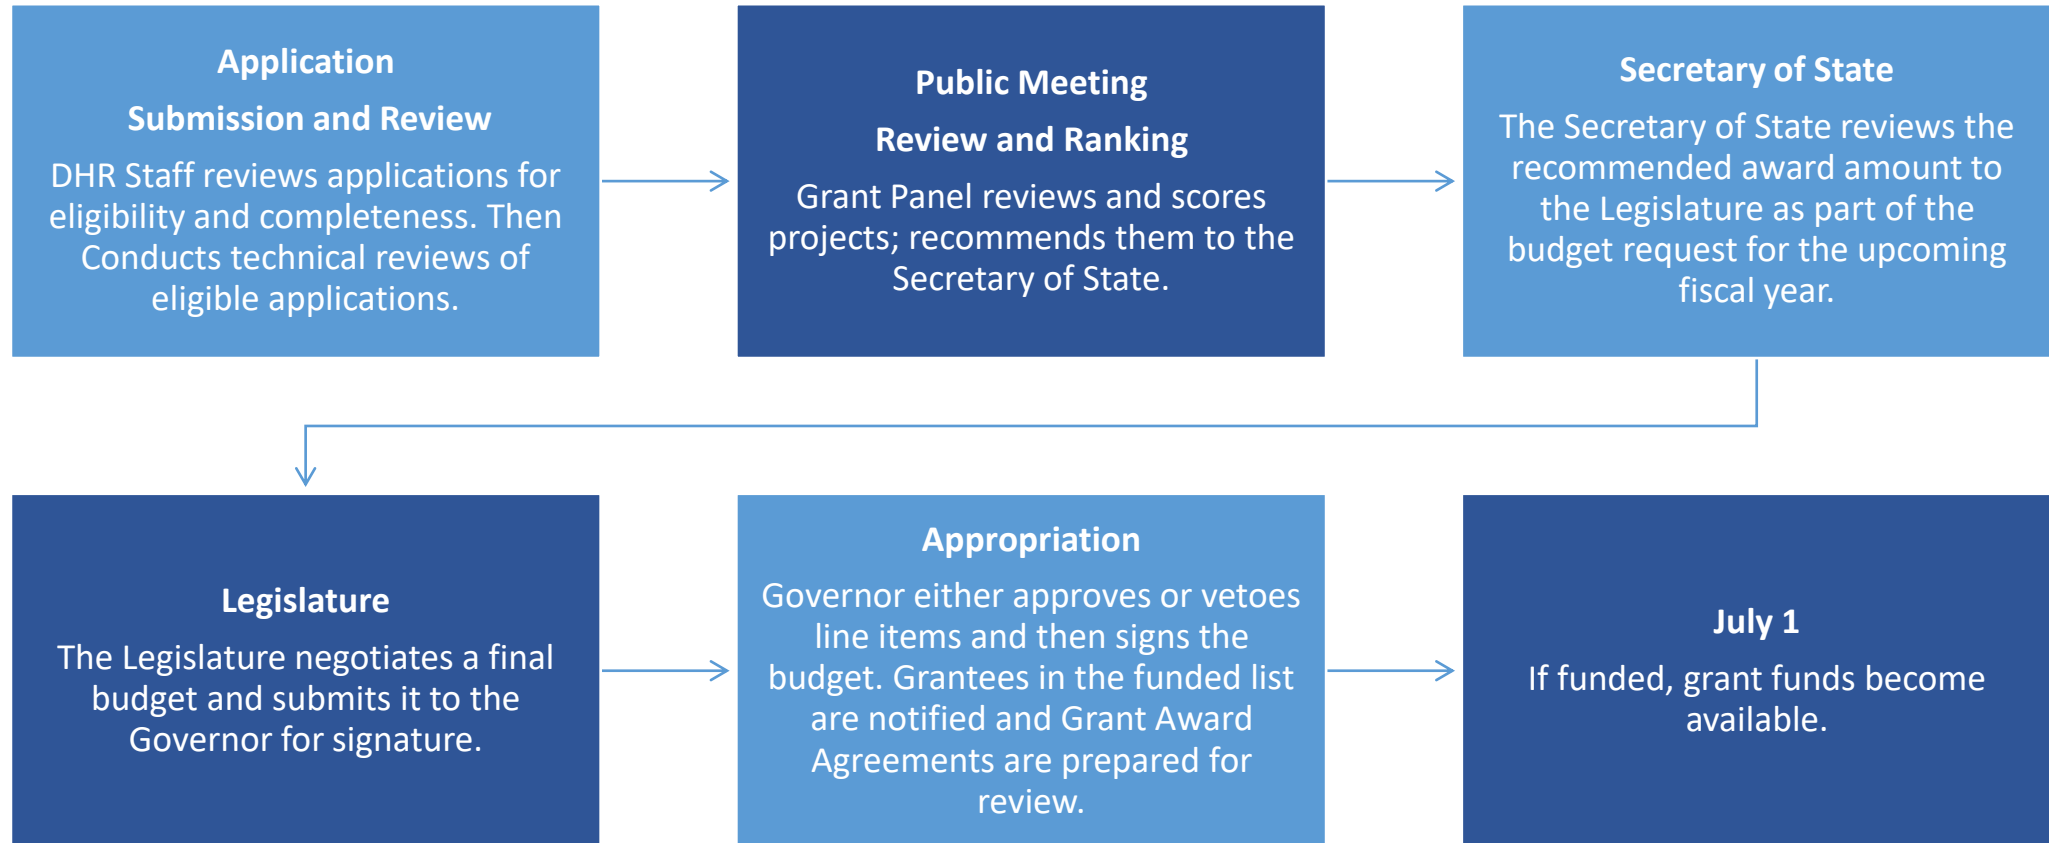 Application
Submission and Review
DHR Staff reviews applications for
eligibility and completeness. Then
Conducts technical reviews of
eligible applications.
Public Meeting
Review and Ranking
Grant Panel reviews and scores
projects; recommends them to the
Secretary of State.
Secretary of State
The Secretary of State reviews the
recommended award amount to
the Legislature as part of the
budget request for the upcoming
fiscal year.
Legislature
The Legislature negotiates a final
budget and submits it to the
Governor for signature.
Appropriation
Governor either approves or vetoes
line items and then signs the
budget. Grantees in the funded list
are notified and Grant Award
Agreements are prepared for
review.
July 1
If funded, grant funds become
available.